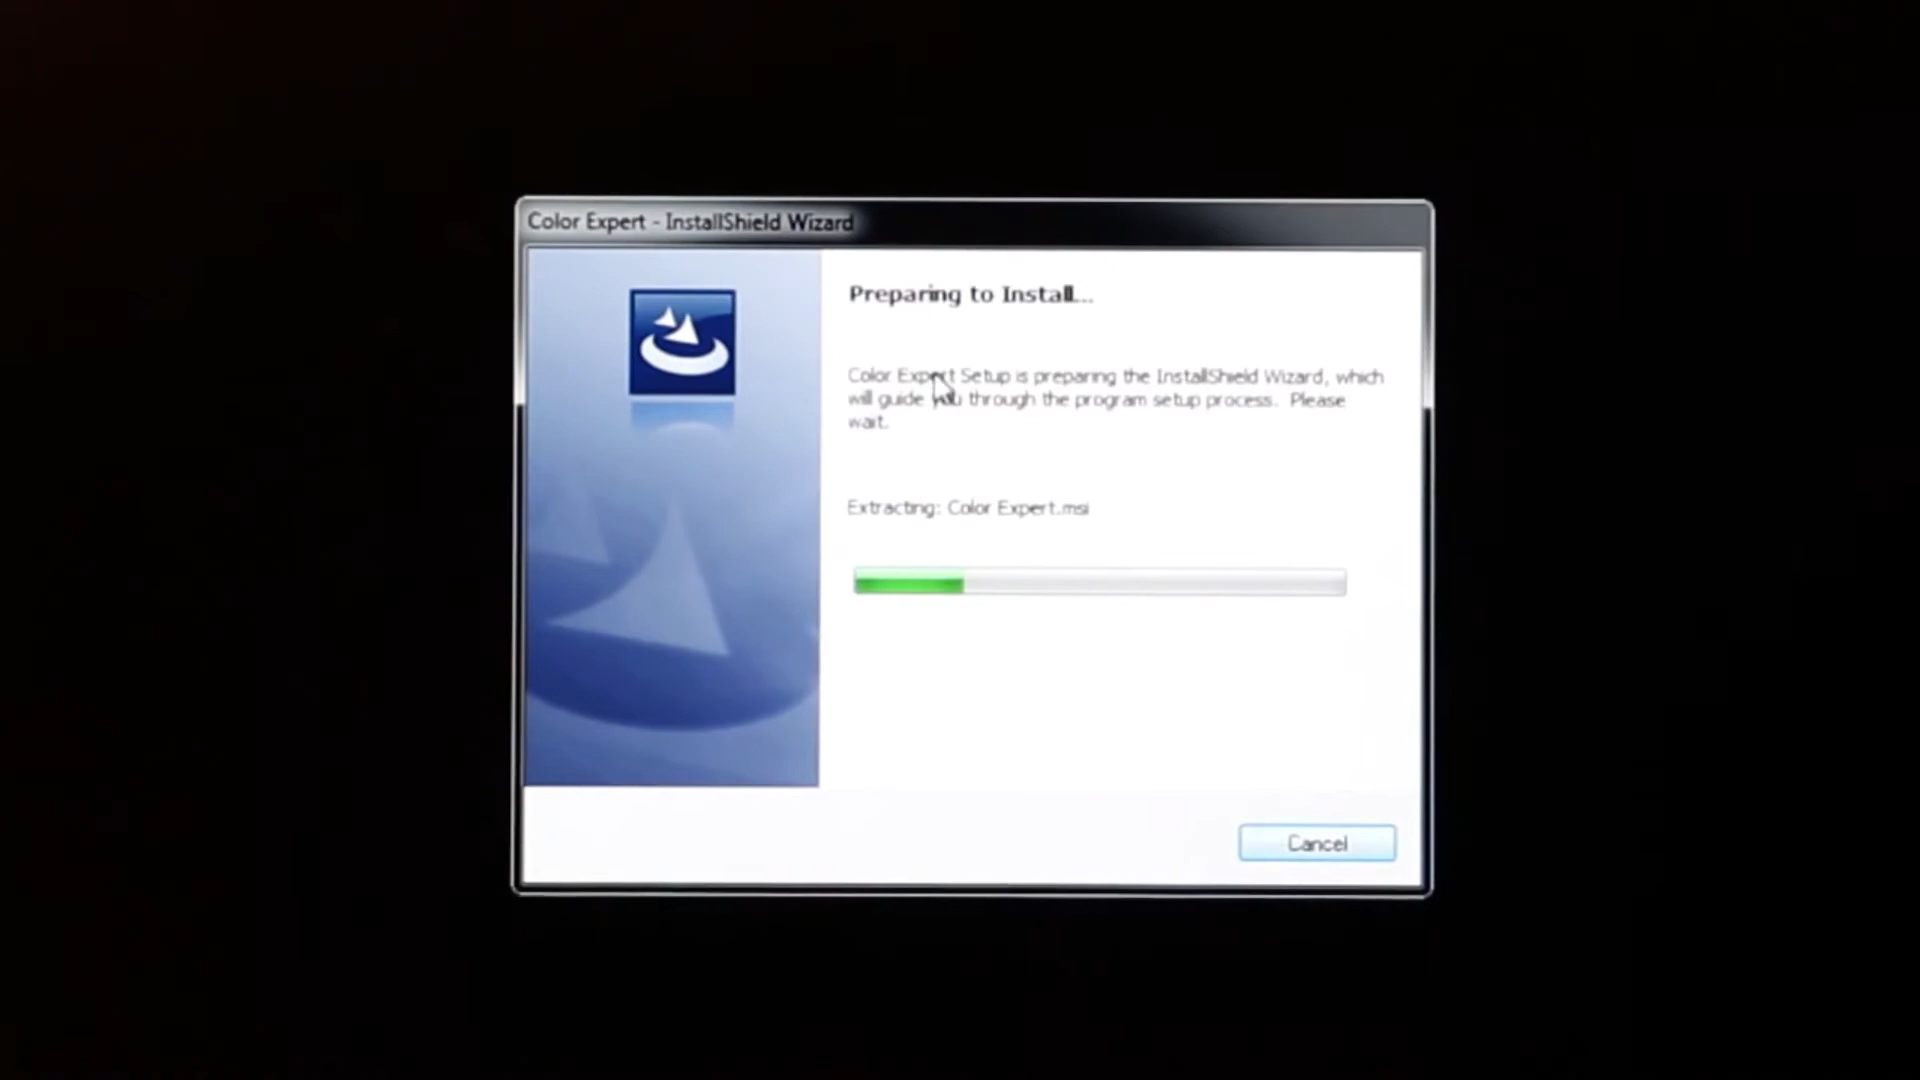 Color Expert - InstallShield Wizard
Preparing to Install...
Color Expert Setup is preparing the InstallShield Wizard, which
will guide you through the program setup process. Please
wait.
Extracting: Color Expert.msi
Cancel